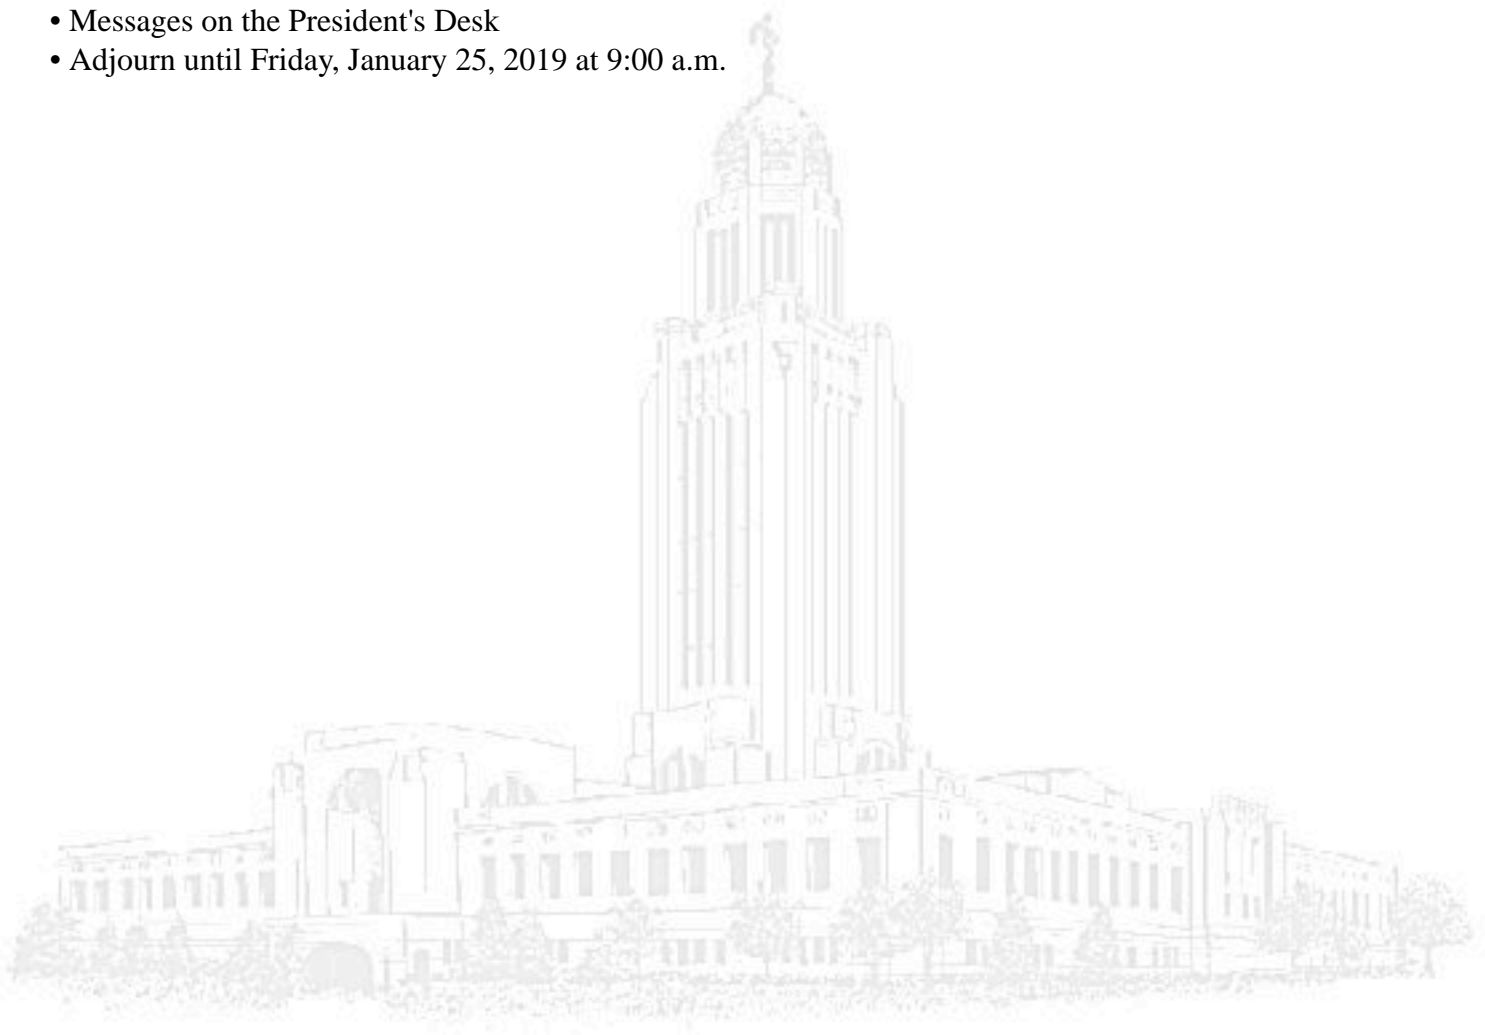 • Messages on the President's Desk
• Adjourn until Friday, January 25, 2019 at 9:00 a.m.